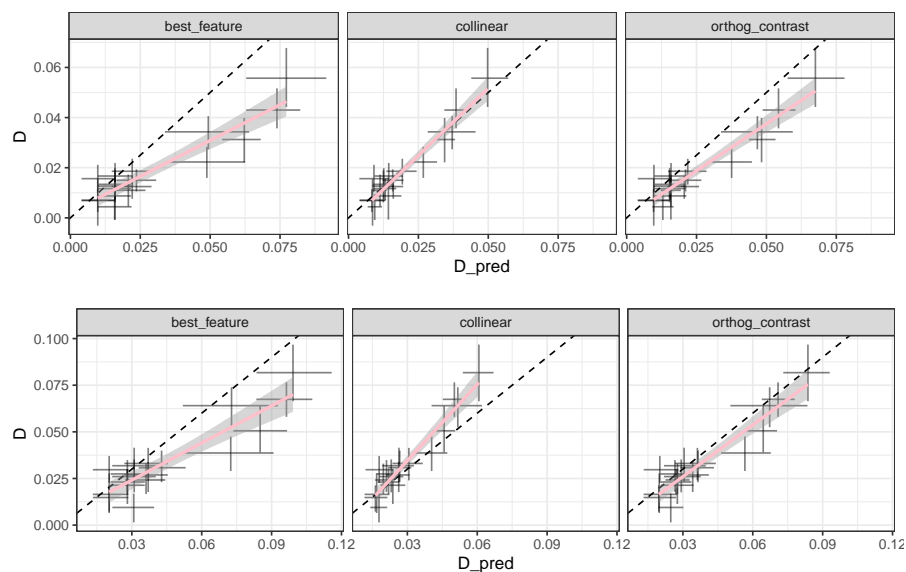 best_feature collinear orthog_contrast
0.06
0.04
0.02
0.00
D
0.000 0.025 0.050 0.075 0.000 0.025 0.050 0.075 0.000 0.025 0.050 0.075
D_pred
best_feature collinear orthog_contrast
0.100
0.075
0.050
0.025
0.000
D
0.03 0.06 0.09 0.12 0.03 0.06 0.09 0.12 0.03 0.06 0.09 0.12
D_pred